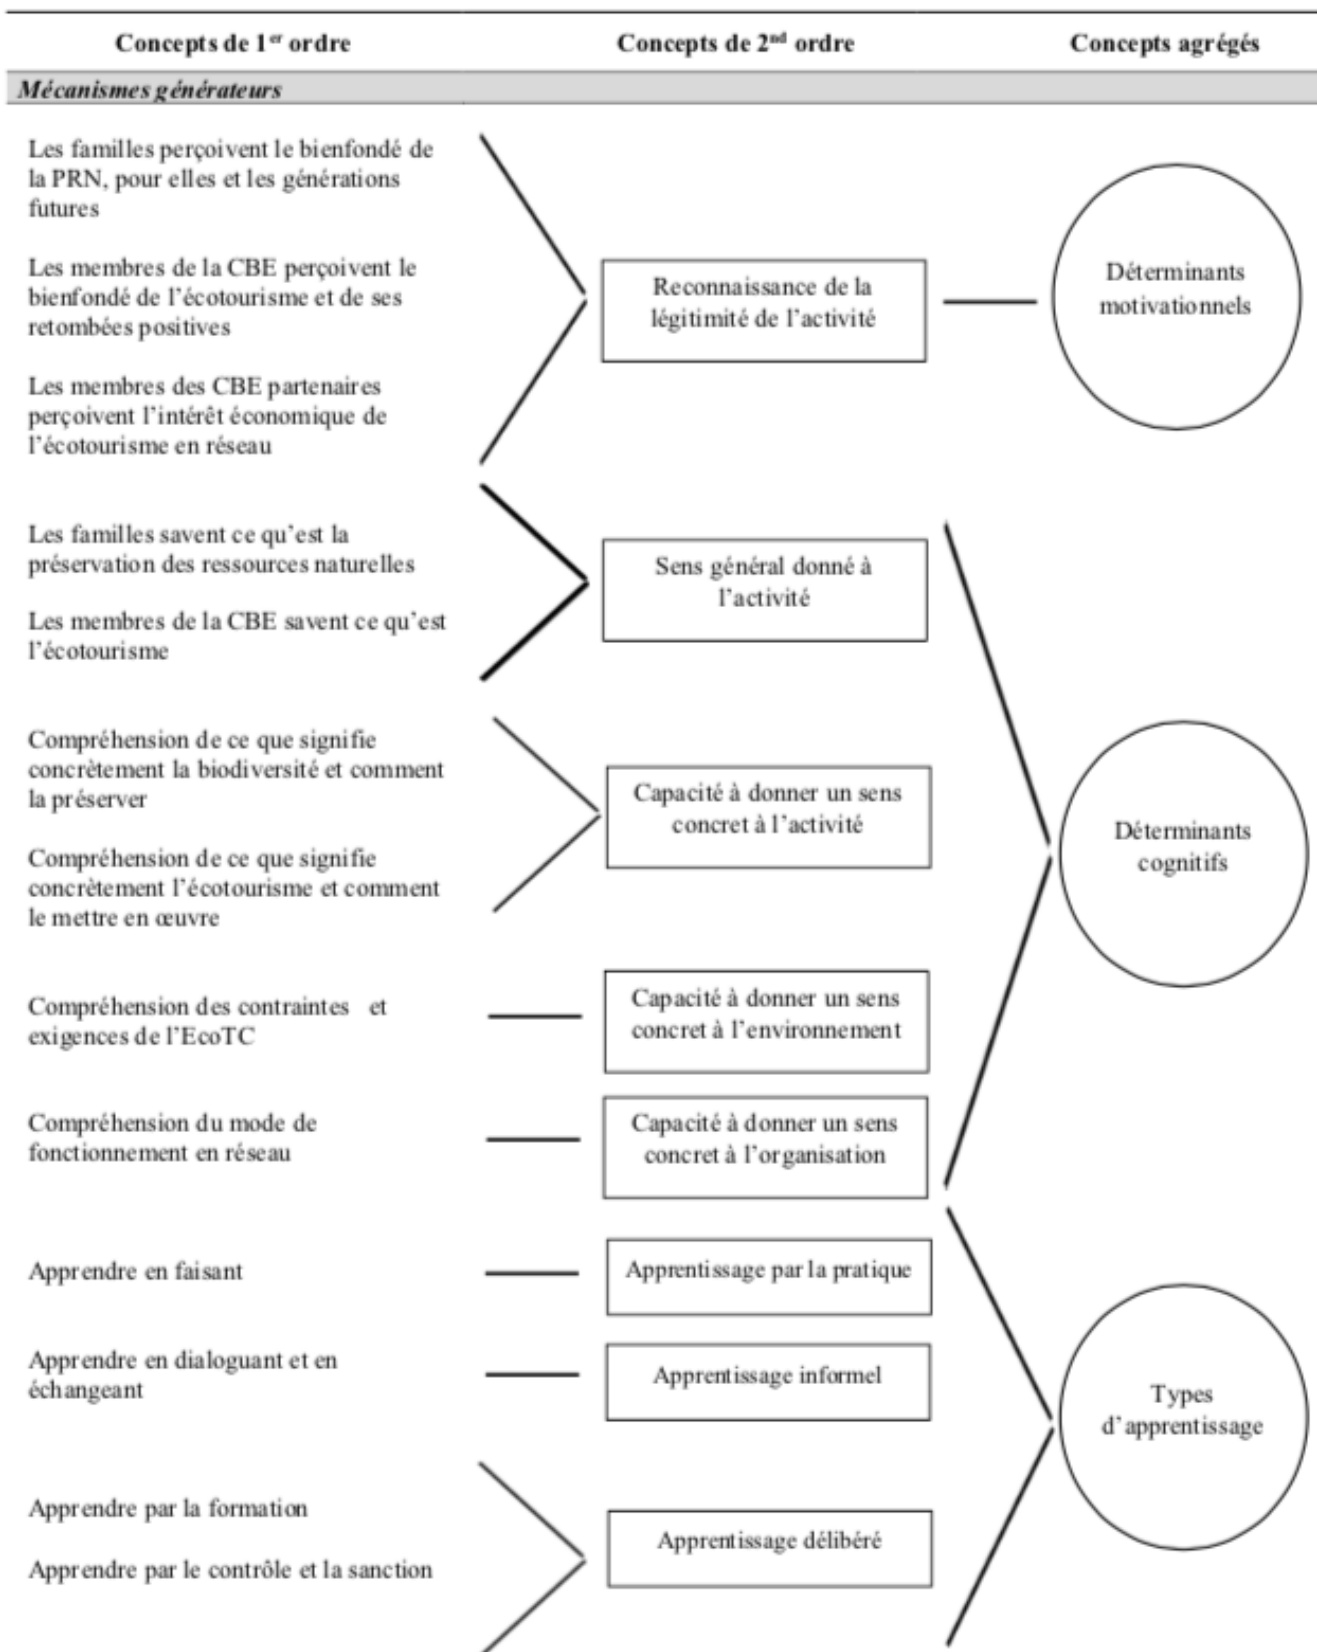 Concepts de 1er ordre
Concepts de 2nd ordre
Concepts agrégés
Mécanismes générateurs
Les familles perçoivent le bienfondé de
la PRN, pour elles et les générations
futures
Les membres de la CBE perçoivent le
bienfondé de l'écotourisme et de ses
retombées positives
Les membres des CBE partenaires
perçoivent l'intérêt économique de
l'écotourisme en réseau
Reconnaissance de la
légitimité de l'activité
Déterminants
motivationnels
Les familles savent ce qu'est la
préservation des ressources naturelles
Les membres de la CBE savent ce qu'est
l'écotourisme
Sens général donné à
l'activité
Compréhension de ce que signifie
concrètement la biodiversité et comment
la préserver
Compréhension de ce que signifie
concrètement l'écotourisme et comment
le mettre en œuvre
Capacité à donner un sens
concret à l'activité
Déterminants
cognitifs
Compréhension des contraintes et
exigences de l'EcoTC
Capacité à donner un sens
concret à l'environnement
Compréhension du mode de
fonctionnement en réseau
Capacité à donner un sens
concret à l'organisation
Apprendre en faisant
Apprentissage par la pratique
Apprendre en dialoguant et en
échangeant
Apprentissage informel
Types
d'apprentissage
Apprendre par la formation
Apprendre par le contrôle et la sanction
Apprentissage délibéré